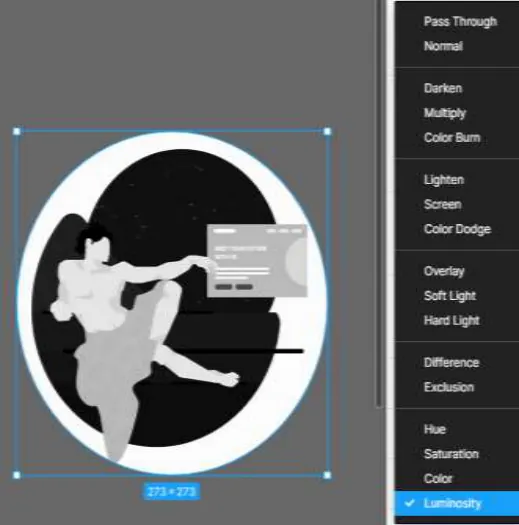 Pass Through
Normal
Darken
Multiply
Color Burn
Lighten
Screen
Color Dodge
Overlay
Soft Light
Hard Light
Difference
Exclusion
Hue
Saturation
Color
Luminosity
273 × 273